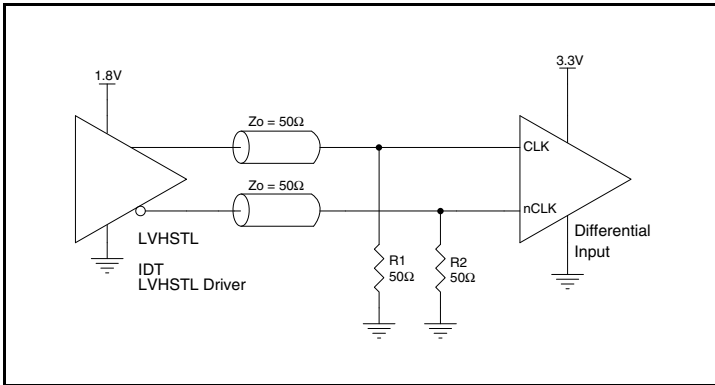 1.8V
3.3V
Zo = 50Ω
CLK
Zo = 50Ω
nCLK
LVHSTL
IDT
LVHSTL Driver
R1
50Ω
R2
50Ω
Differential
Input